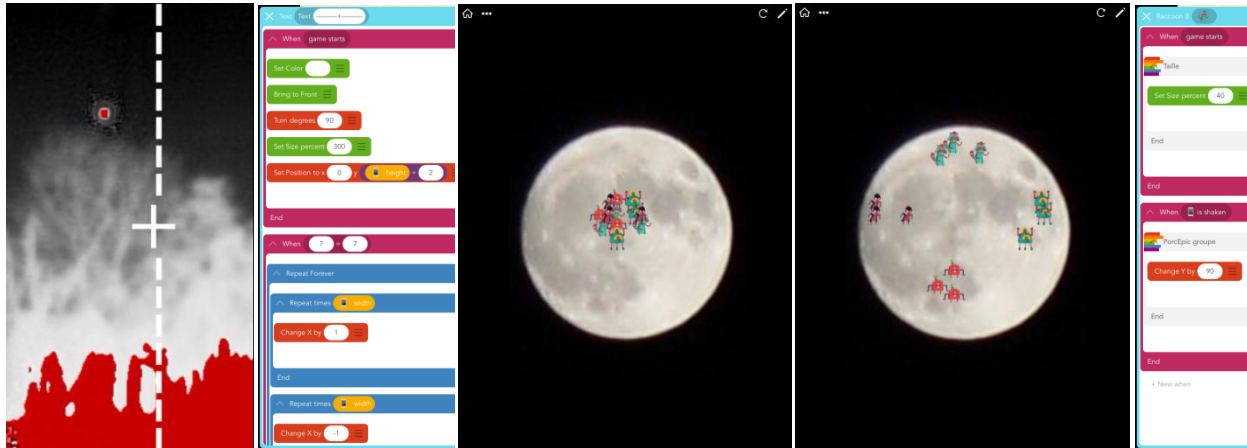 Text Text
When game starts
Set Color
Bring to Front
Turn degrees 90
Set Size percent 300
Set Position to x 0 y height ÷ 2
End
When 7 = 7
Repeat Forever
Repeat times width
Change X by 1
End
Repeat times width
Change X by -1
Raccoon 3
When game starts
Taille
Set Size percent 40
End
End
When is shaken
PorcEpic groupe
Change Y by 90
End
End
+ New when